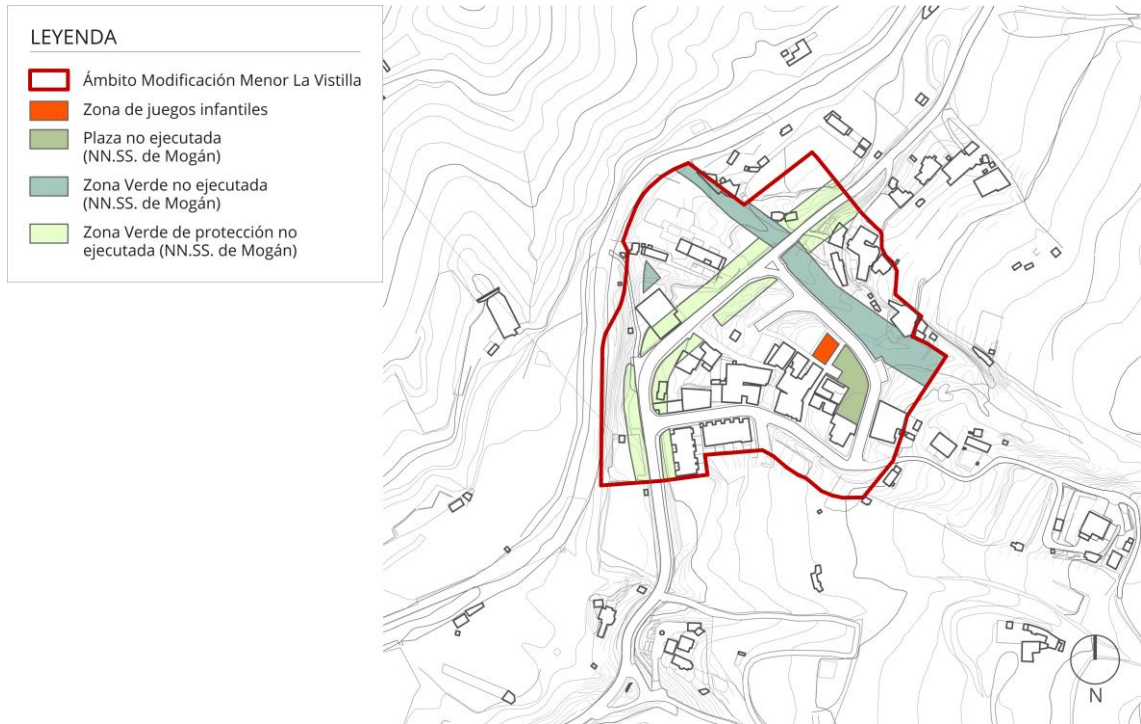 LEYENDA
Ámbito Modificación Menor La Vistilla
Zona de juegos infantiles
Plaza no ejecutada
(NN.SS. de Mogán)
Zona Verde no ejecutada
(NN.SS. de Mogán)
Zona Verde de protección no
ejecutada (NN.SS. de Mogán)
N